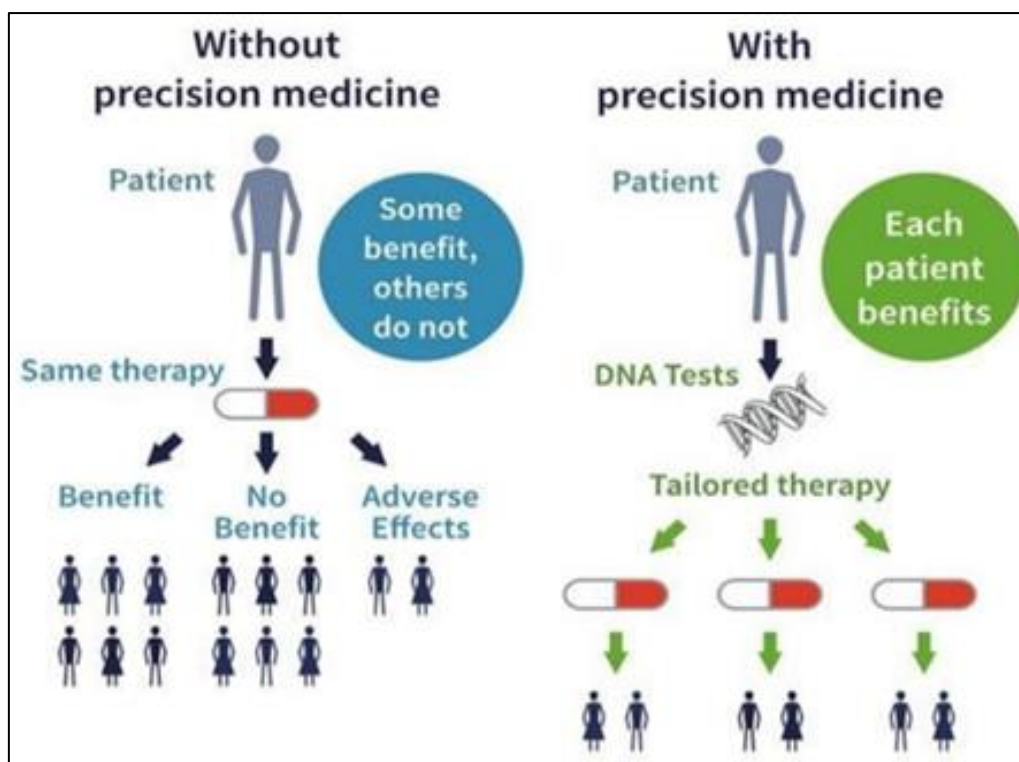 Without
precision medicine
Patient
Some
benefit,
others
do not
Same therapy
Benefit
No
Benefit
Adverse
Effects
With
precision medicine
Patient
Each
patient
benefits
DNA Tests
Tailored therapy